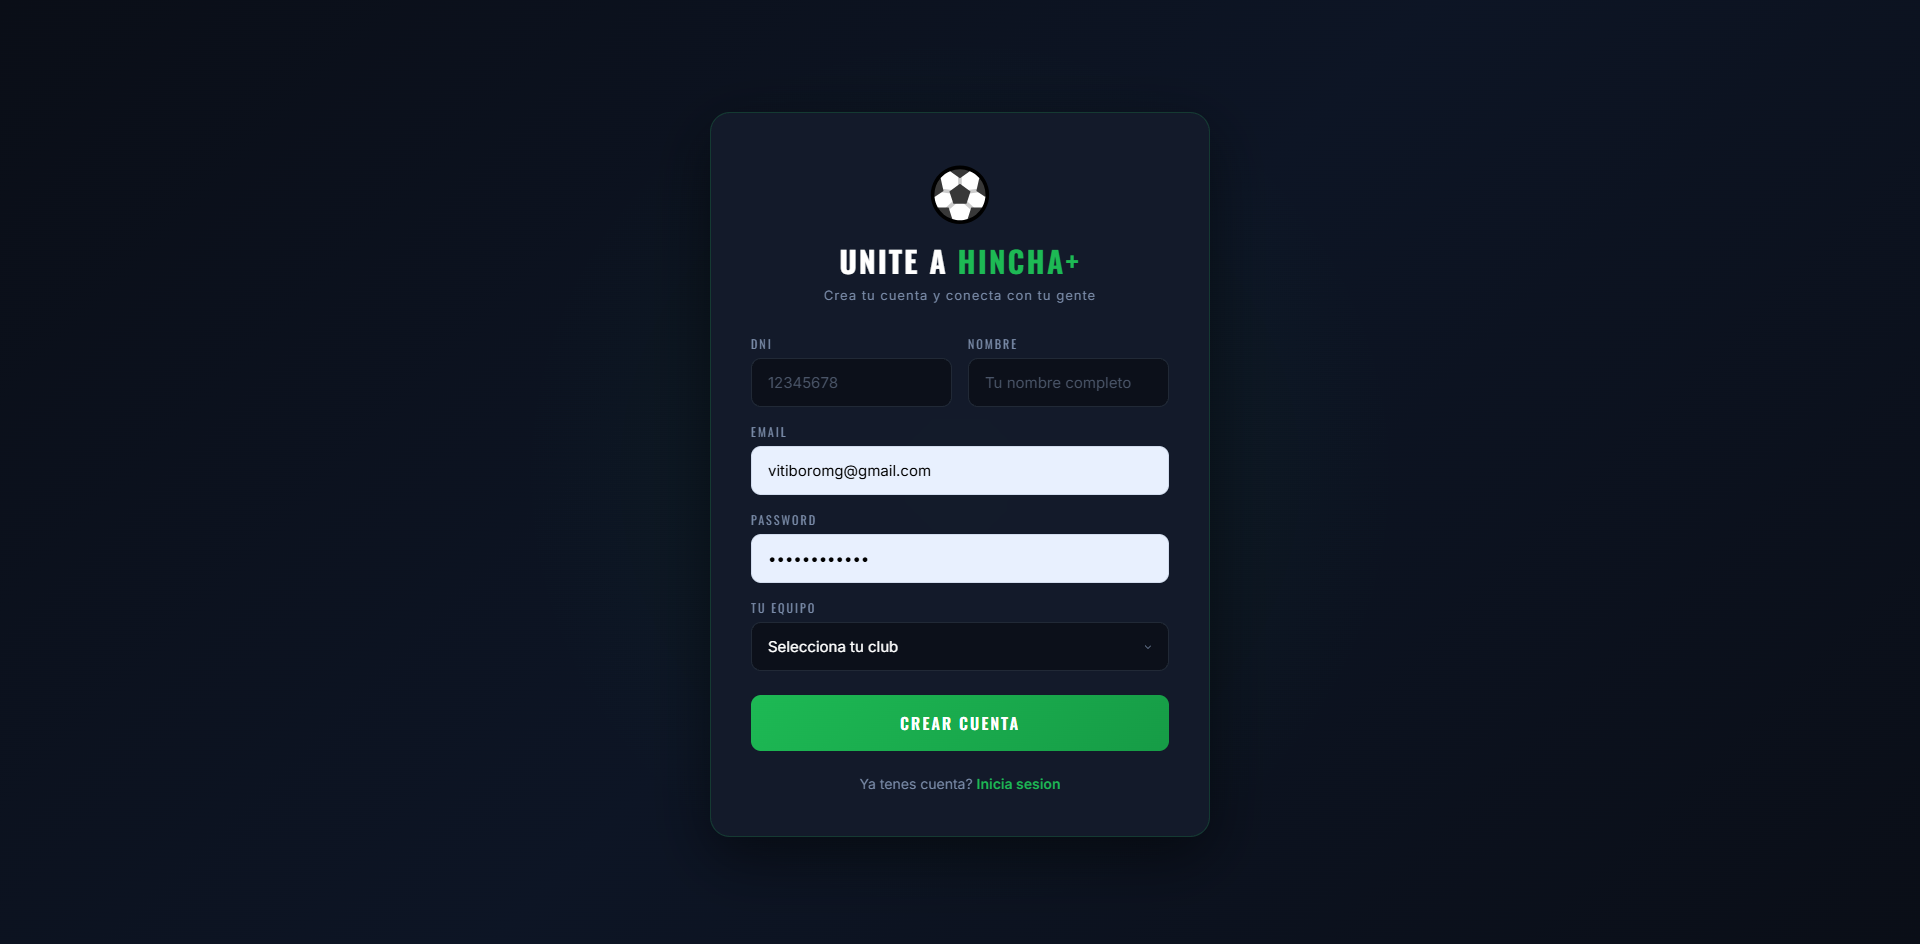 UNITE A HINCHA+
Crea tu cuenta y conecta con tu gente
DNI
NOMBRE
12345678
Tu nombre completo
EMAIL
vitiboromg@gmail.com
PASSWORD
••••••••••••
TU EQUIPO
Selecciona tu club
CREAR CUENTA
Ya tenes cuenta? Inicia sesion